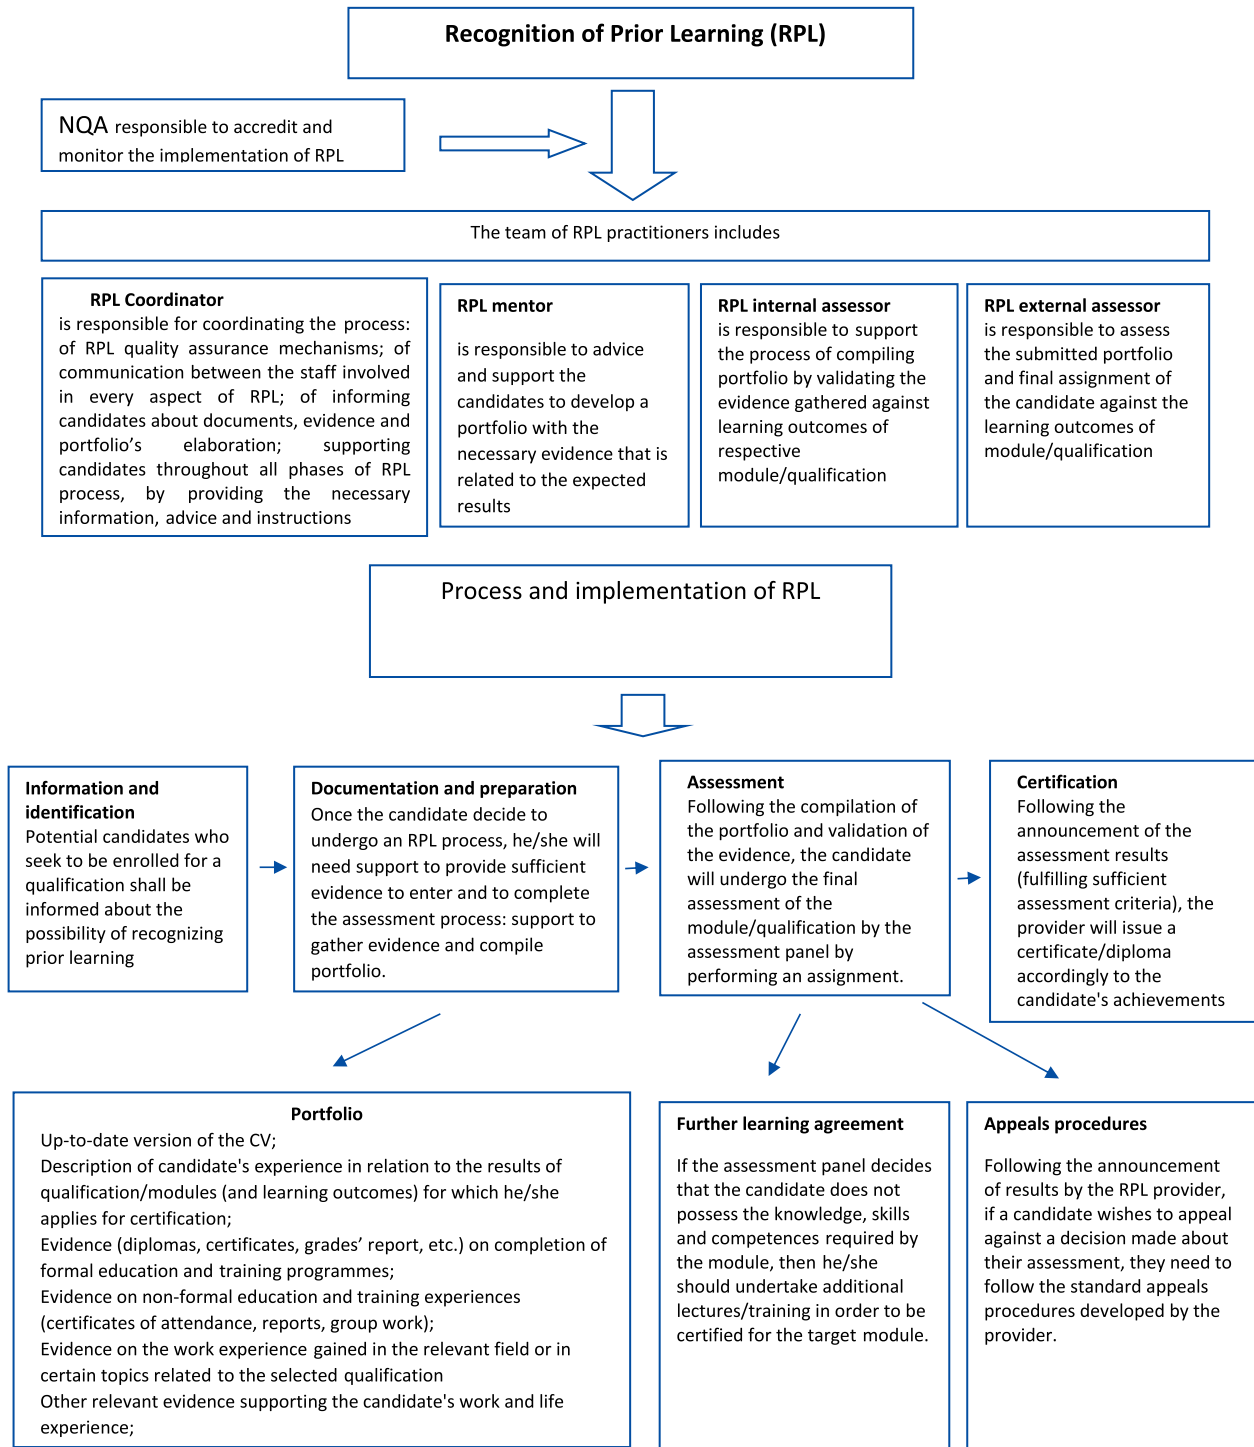 Recognition of Prior Learning (RPL)
NQA responsible to accredit and
monitor the implementation of RPL
The team of RPL practitioners includes
RPL Coordinator
is responsible for coordinating the process:
of RPL quality assurance mechanisms; of
communication between the staff involved
in every aspect of RPL; of informing
candidates about documents, evidence and
portfolio’s elaboration; supporting
candidates throughout all phases of RPL
process, by providing the necessary
information, advice and instructions
RPL mentor
is responsible to advice
and support the
candidates to develop a
portfolio with the
necessary evidence that is
related to the expected
results
RPL internal assessor
is responsible to support
the process of compiling
portfolio by validating the
evidence gathered against
learning outcomes of
respective
module/qualification
RPL external assessor
is responsible to assess
the submitted portfolio
and final assignment of
the candidate against the
learning outcomes of
module/qualification
Process and implementation of RPL
Information and
identification
Potential candidates who
seek to be enrolled for a
qualification shall be
informed about the
possibility of recognizing
prior learning
Documentation and preparation
Once the candidate decide to
undergo an RPL process, he/she will
need support to provide sufficient
evidence to enter and to complete
the assessment process: support to
gather evidence and compile
portfolio.
Assessment
Following the compilation of
the portfolio and validation of
the evidence, the candidate
will undergo the final
assessment of the
module/qualification by the
assessment panel by
performing an assignment.
Certification
Following the
announcement of the
assessment results
(fulfilling sufficient
assessment criteria), the
provider will issue a
certificate/diploma
accordingly to the
candidate's achievements
Portfolio
Up-to-date version of the CV;
Description of candidate's experience in relation to the results of
qualification/modules (and learning outcomes) for which he/she
applies for certification;
Evidence (diplomas, certificates, grades’ report, etc.) on completion of
formal education and training programmes;
Evidence on non-formal education and training experiences
(certificates of attendance, reports, group work);
Evidence on the work experience gained in the relevant field or in
certain topics related to the selected qualification
Other relevant evidence supporting the candidate's work and life
experience;
Further learning agreement
If the assessment panel decides
that the candidate does not
possess the knowledge, skills
and competences required by
the module, then he/she
should undertake additional
lectures/training in order to be
certified for the target module.
Appeals procedures
Following the announcement
of results by the RPL provider,
if a candidate wishes to appeal
against a decision made about
their assessment, they need to
follow the standard appeals
procedures developed by the
provider.